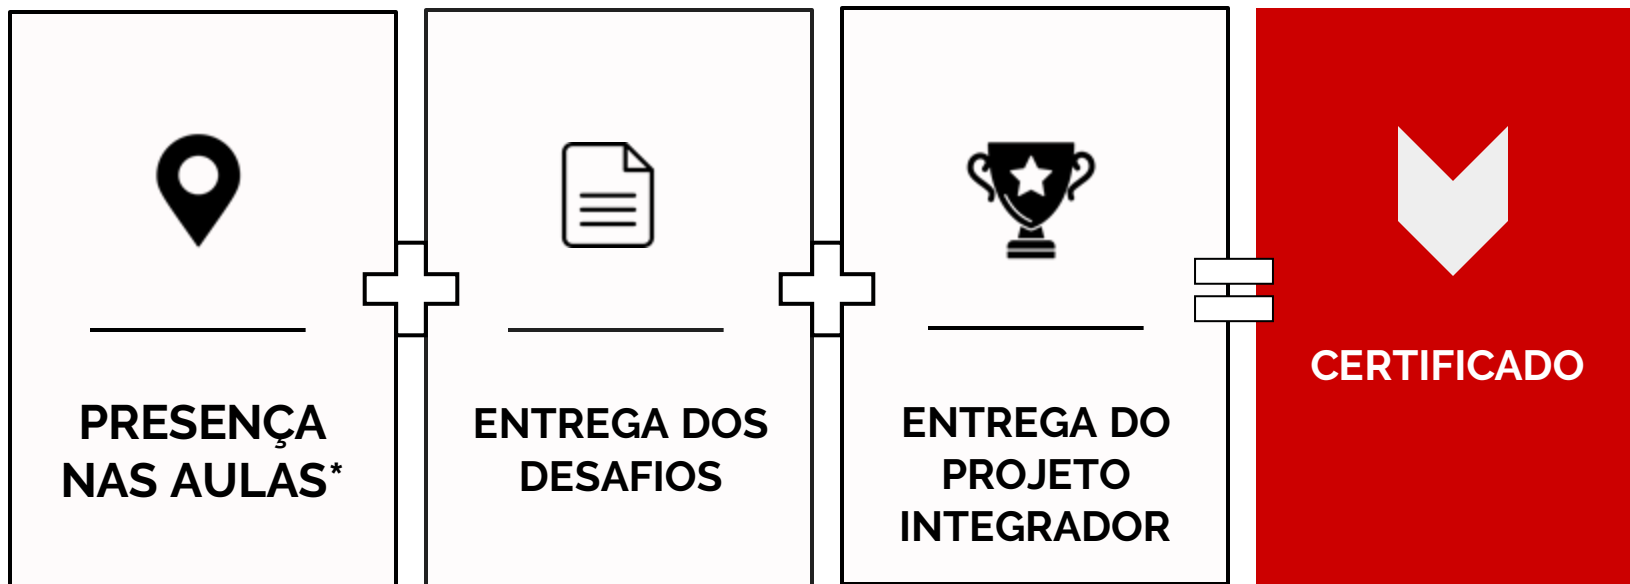 PRESENÇA
NAS AULAS*
ENTREGA DOS
DESAFIOS
ENTREGA DO
PROJETO
INTEGRADOR
CERTIFICADO